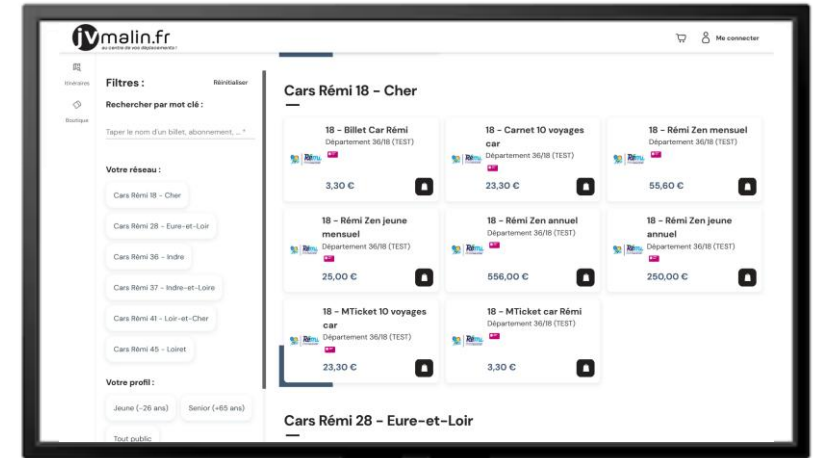 jvmalin.fr
au centre de vos déplacements !
Me connecter
Itinéraires
Boutique
Filtres :
Réinitialiser
Rechercher par mot clé :
Taper le nom d'un billet, abonnement, ... *
Votre réseau :
Cars Rémi 18 - Cher
Cars Rémi 28 - Eure-et-Loir
Cars Rémi 36 - Indre
Cars Rémi 37 - Indre-et-Loire
Cars Rémi 41 - Loir-et-Cher
Cars Rémi 45 - Loiret
Votre profil :
Jeune (-26 ans)
Senior (+65 ans)
Tout public
Cars Rémi 18 - Cher
18 - Billet Car Rémi
Département 36/18 (TEST)
Rémi
3,30 €
18 - Carnet 10 voyages
car
Département 36/18 (TEST)
Rémi
23,30 €
18 - Rémi Zen mensuel
Département 36/18 (TEST)
Rémi
55,60 €
18 - Rémi Zen jeune
mensuel
Département 36/18 (TEST)
Rémi
25,00 €
18 - Rémi Zen annuel
Département 36/18 (TEST)
Rémi
556,00 €
18 - Rémi Zen jeune
annuel
Département 36/18 (TEST)
Rémi
250,00 €
18 - MTicket 10 voyages
car
Département 36/18 (TEST)
Rémi
23,30 €
18 - MTicket car Rémi
Département 36/18 (TEST)
Rémi
3,30 €
Cars Rémi 28 - Eure-et-Loir